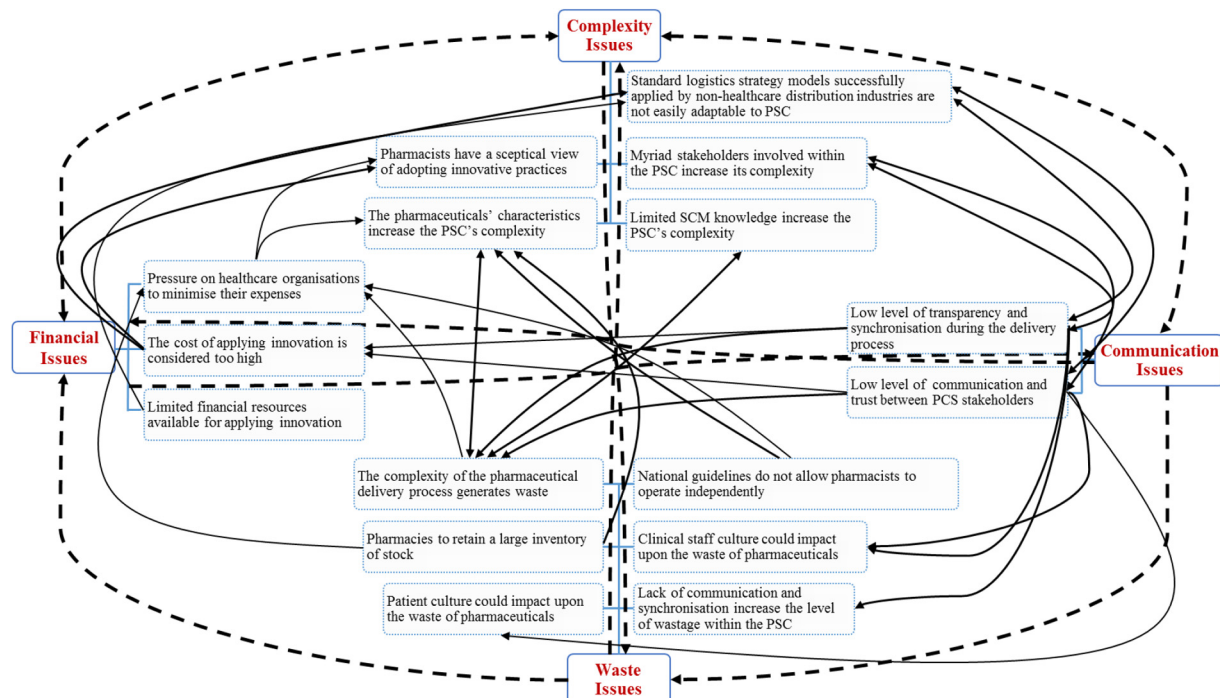 Complexity
Issues
Standard logistics strategy models successfully
applied by non-healthcare distribution industries are
not easily adaptable to PSC
Pharmacists have a sceptical view
of adopting innovative practices
Myriad stakeholders involved within
the PSC increase its complexity
The pharmaceuticals’ characteristics
increase the PSC’s complexity
Limited SCM knowledge increase the
PSC’s complexity
Pressure on healthcare organisations
to minimise their expenses
Financial
Issues
The cost of applying innovation is
considered too high
Limited financial resources
available for applying innovation
Low level of transparency and
synchronisation during the delivery
process
Communication
Issues
Low level of communication and
trust between PCS stakeholders
The complexity of the pharmaceutical
delivery process generates waste
National guidelines do not allow pharmacists to
operate independently
Pharmacies to retain a large inventory
of stock
Clinical staff culture could impact
upon the waste of pharmaceuticals
Patient culture could impact upon
the waste of pharmaceuticals
Lack of communication and
synchronisation increase the level
of wastage within the PSC
Waste
Issues